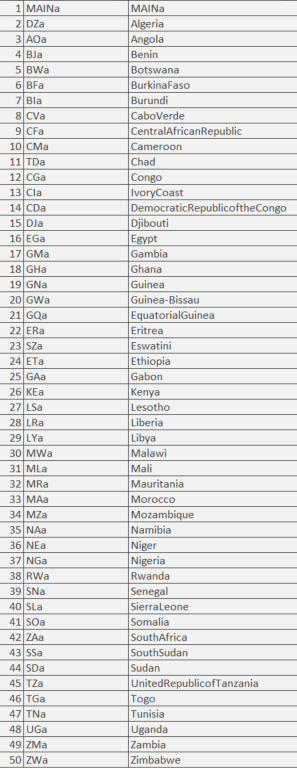 1 MAINa MAINa
2 DZa Algeria
3 AOa Angola
4 BJa Benin
5 BWa Botswana
6 BFa BurkinaFaso
7 BIa Burundi
8 CVa CaboVerde
9 CFa CentralAfricanRepublic
10 CMa Cameroon
11 TDa Chad
12 CGa Congo
13 CIa IvoryCoast
14 CDa DemocraticRepublicoftheCongo
15 DJa Djibouti
16 EGa Egypt
17 GMa Gambia
18 GHa Ghana
19 GNa Guinea
20 GWa Guinea-Bissau
21 GQa EquatorialGuinea
22 ERa Eritrea
23 SZa Eswatini
24 ETa Ethiopia
25 GAa Gabon
26 KEa Kenya
27 LSa Lesotho
28 LRa Liberia
29 LYa Libya
30 MWa Malawi
31 MLa Mali
32 MRa Mauritania
33 MAa Morocco
34 MZa Mozambique
35 NAa Namibia
36 NEa Niger
37 NGa Nigeria
38 RWa Rwanda
39 SNa Senegal
40 SLa SierraLeone
41 SOa Somalia
42 ZAa SouthAfrica
43 SSa SouthSudan
44 SDa Sudan
45 TZa UnitedRepublicofTanzania
46 TGa Togo
47 TNa Tunisia
48 UGa Uganda
49 ZMa Zambia
50 ZWa Zimbabwe